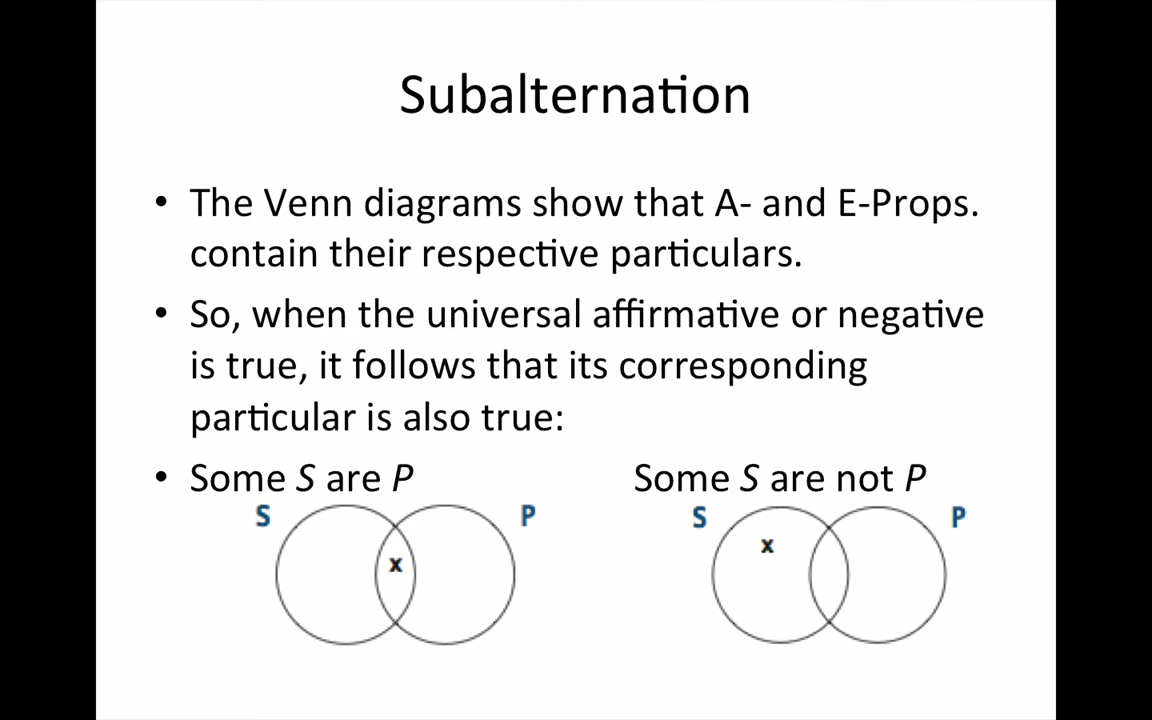 Subalternation
• The Venn diagrams show that A- and E-Props.
contain their respective particulars.
• So, when the universal affirmative or negative
is true, it follows that its corresponding
particular is also true:
• Some S are P Some S are not P
S P S P
x x